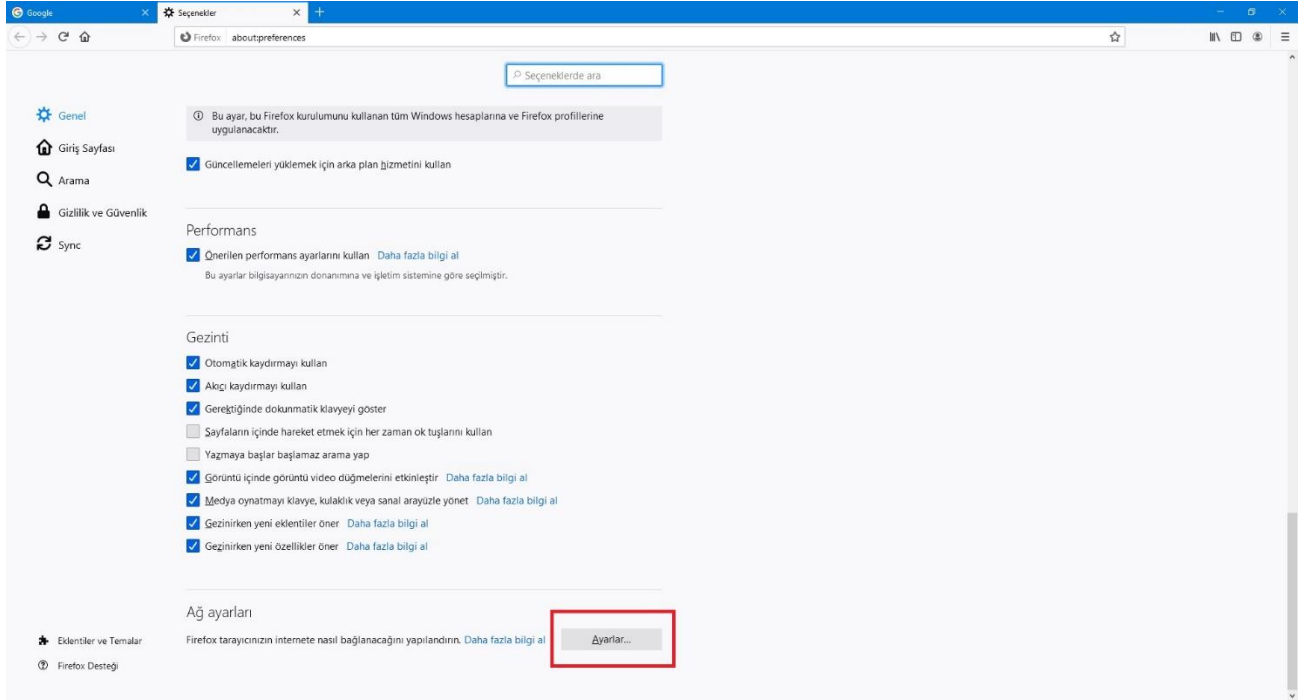 Google
Seçenekler
Firefox about:preferences
Seçeneklerde ara
Genel
Giriş Sayfası
Arama
Gizlilik ve Güvenlik
Sync
Bu ayar, bu Firefox kurulumunu kullanan tüm Windows hesaplarına ve Firefox profillerine
uygulanacaktır.
Güncellemeleri yüklemek için arka plan hizmetini kullan
Performans
Önerilen performans ayarlarını kullan Daha fazla bilgi al
Bu ayarlar bilgisayarınızın donanımına ve işletim sistemine göre seçilmiştir.
Gezinti
Otomatik kaydırmayı kullan
Akıcı kaydırmayı kullan
Gerektiğinde dokunmatik klavyeyi göster
Sayfaların içinde hareket etmek için her zaman ok tuşlarını kullan
Yazmaya başlar başlamaz arama yap
Görüntü içinde görüntü video düğmelerini etkinleştir Daha fazla bilgi al
Medya oynatmayı klavye, kulaklık veya sanal arayüzle yönet Daha fazla bilgi al
Gezinirken yeni eklentiler öner Daha fazla bilgi al
Gezinirken yeni özellikler öner Daha fazla bilgi al
Ağ ayarları
Firefox tarayıcınızın internete nasıl bağlanacağını yapılandırın. Daha fazla bilgi al Ayarlar...
Eklentiler ve Temalar
Firefox Desteği